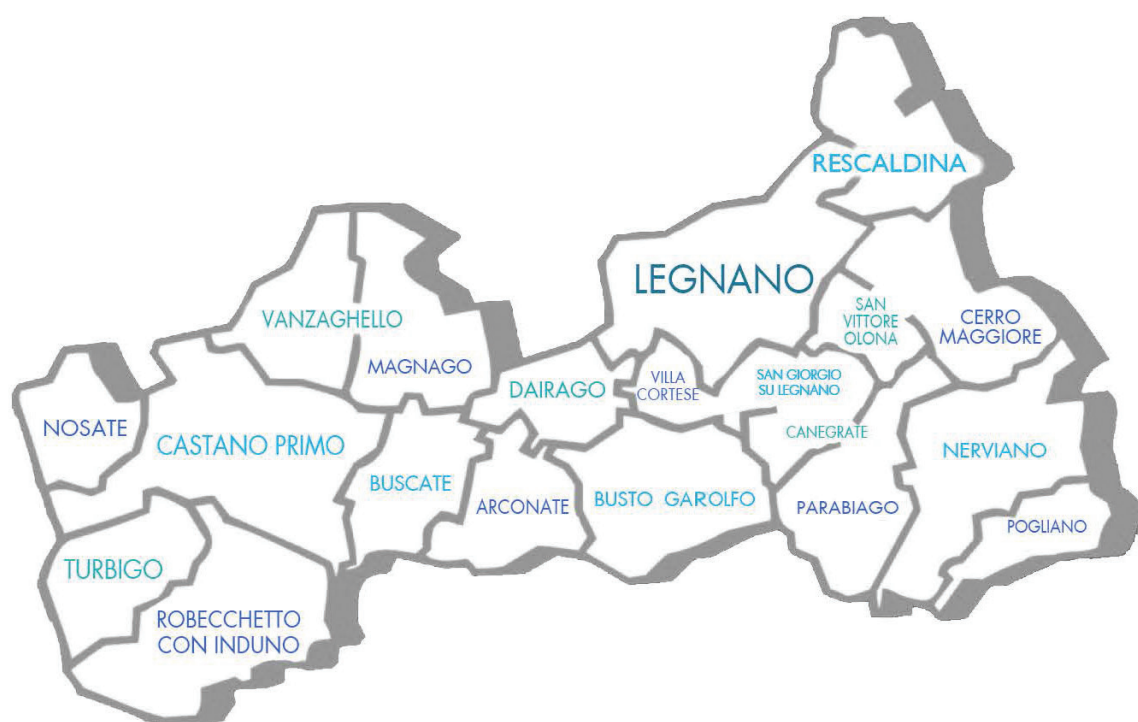 RESCALDINA
LEGNANO
VANZAGHELLO
SAN
VITTORE
OLONA
CERRO
MAGGIORE
MAGNAGO
DAIRAGO
VILLA
CORTESE
SAN GIORGIO
SU LEGNANO
NOSATE
CASTANO PRIMO
CANEGRATE
NERVIANO
BUSCATE
ARCONATE
BUSTO GAROLFO
PARABIAGO
POGLIANO
TURBIGO
ROBECCHETTO
CON INDUNO